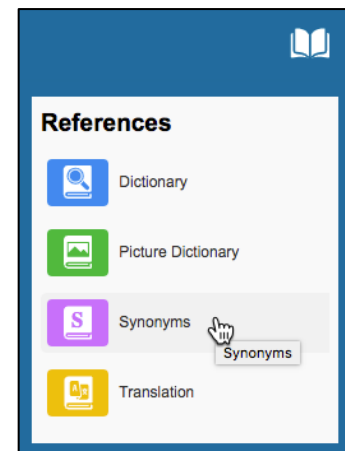 References
Dictionary
Picture Dictionary
S
Synonyms
Synonyms
Translation